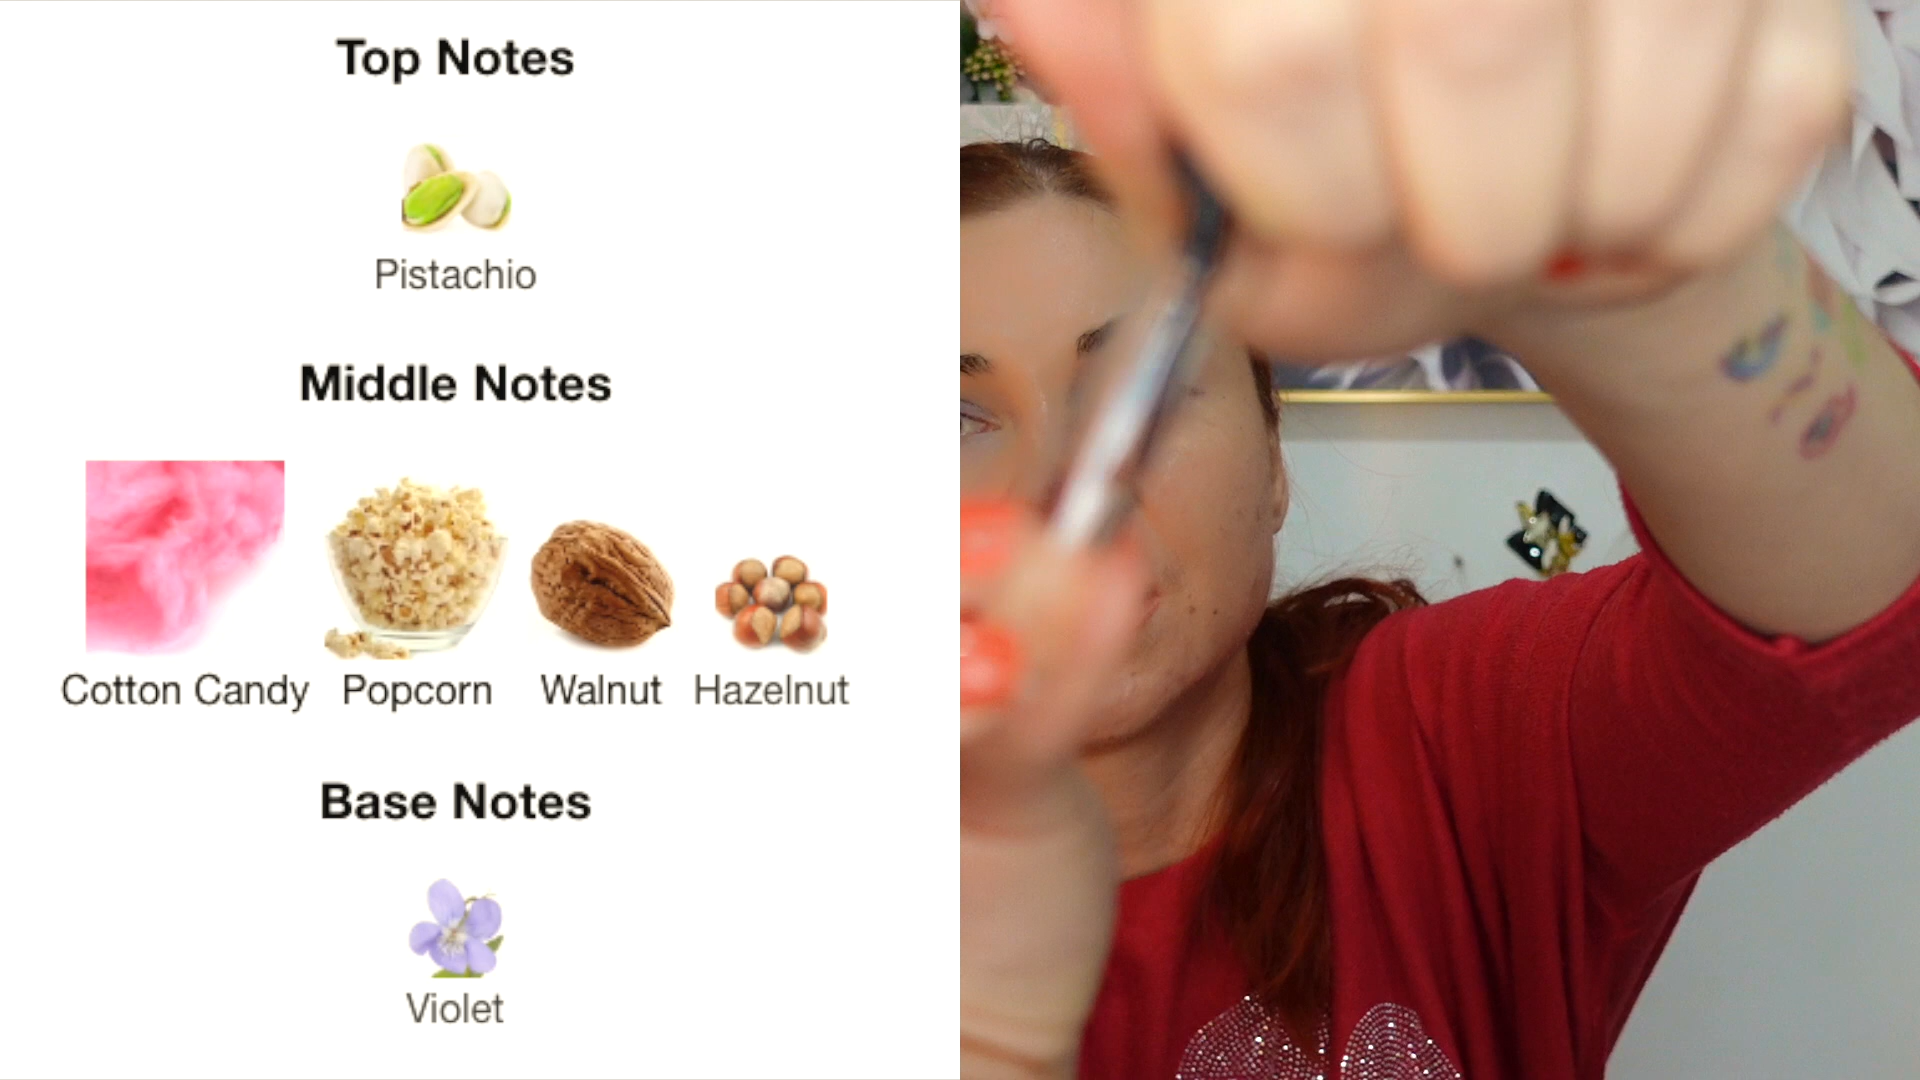 Top Notes
Pistachio
Middle Notes
Cotton Candy Popcorn Walnut Hazelnut
Base Notes
Violet